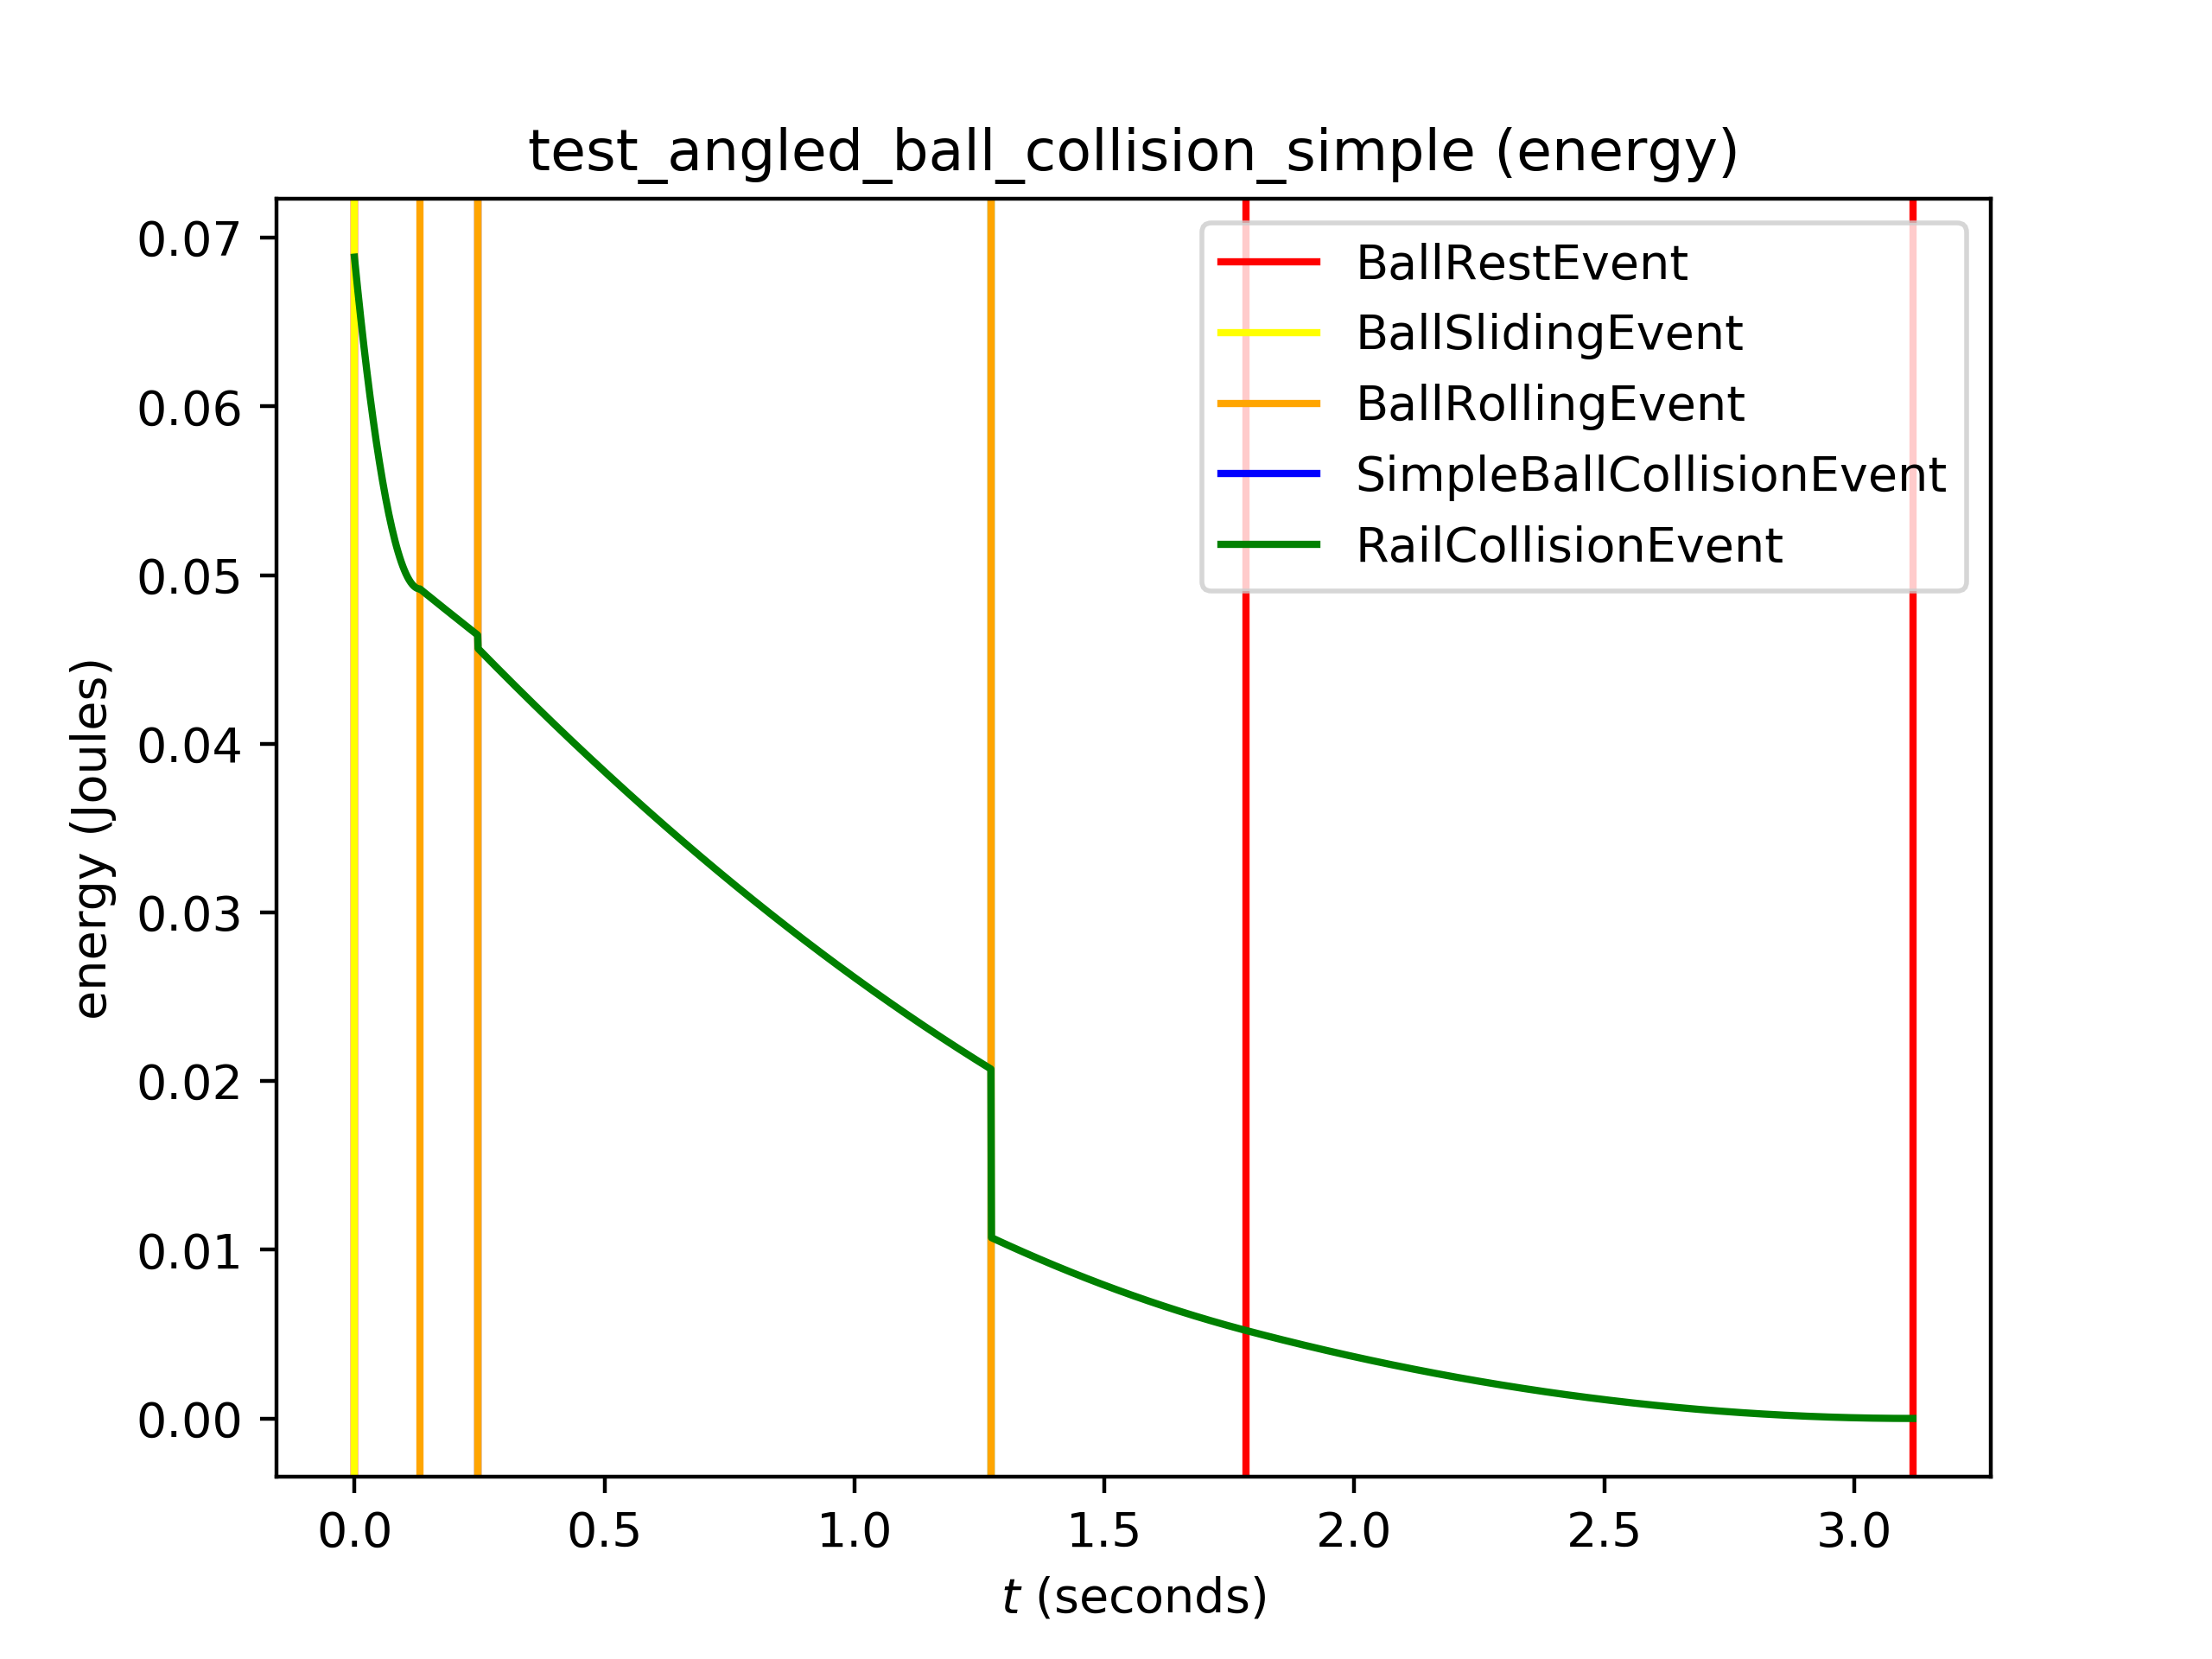 test_angled_ball_collision_simple (energy)
0.07
0.06
0.05
0.04
0.03
0.02
0.01
0.00
energy (Joules)
BallRestEvent
BallSlidingEvent
BallRollingEvent
SimpleBallCollisionEvent
RailCollisionEvent
0.0 0.5 1.0 1.5 2.0 2.5 3.0
t (seconds)